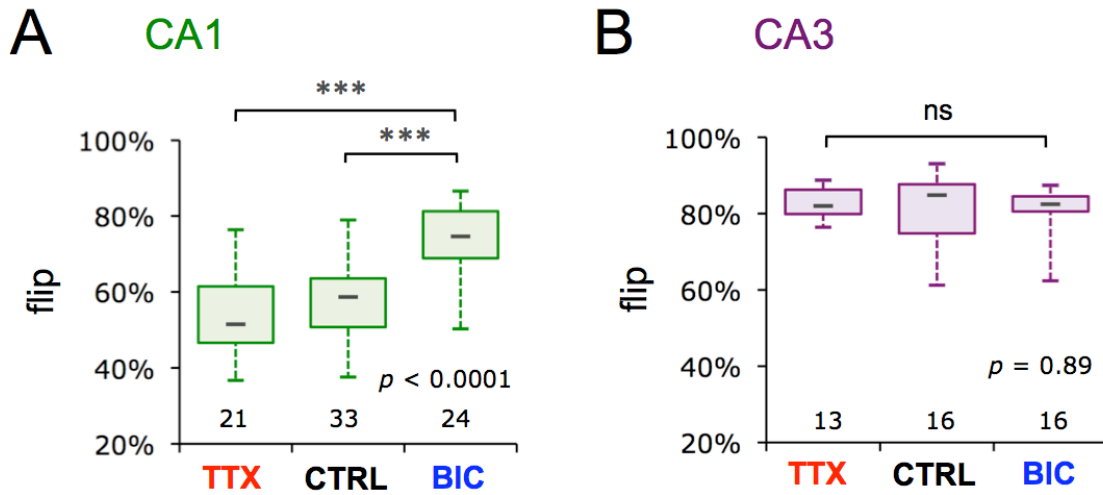 A CA1
***
***
100%
80%
60%
40%
20%
flip
p < 0.0001
21 33 24
TTX CTRL BIC
B CA3
ns
100%
80%
60%
40%
20%
flip
p = 0.89
13 16 16
TTX CTRL BIC